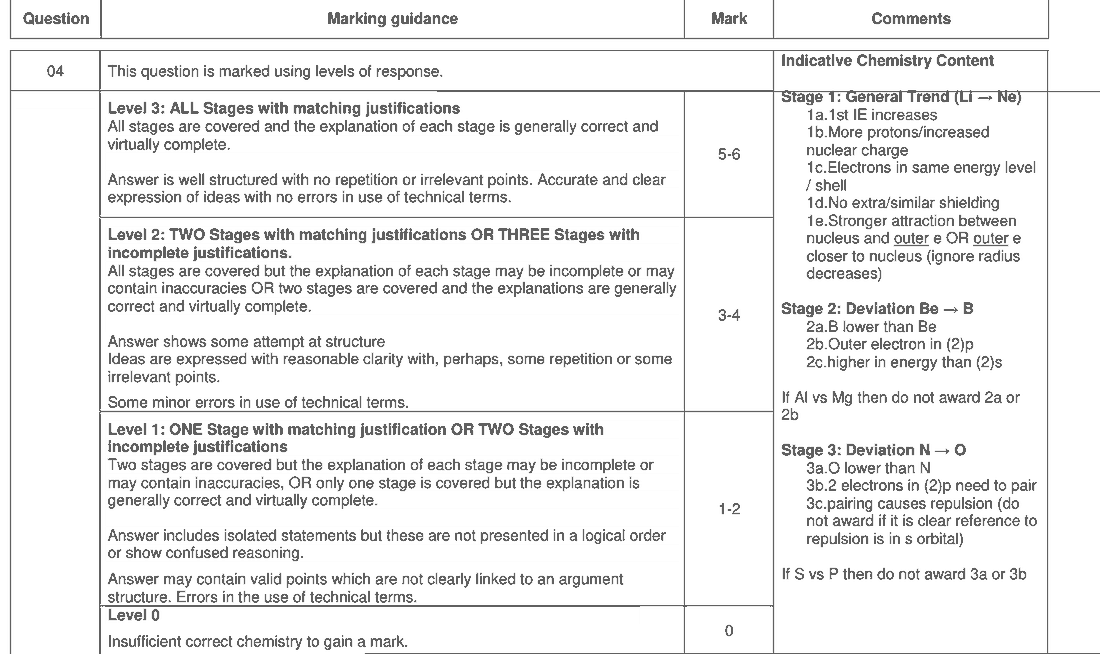 Question Marking guidance Mark Comments
04 This question is marked using levels of response.
Level 3: ALL Stages with matching justifications
All stages are covered and the explanation of each stage is generally correct and
virtually complete.
Answer is well structured with no repetition or irrelevant points. Accurate and clear
expression of ideas with no errors in use of technical terms.
5-6
Level 2: TWO Stages with matching justifications OR THREE Stages with
incomplete justifications.
All stages are covered but the explanation of each stage may be incomplete or may
contain inaccuracies OR two stages are covered and the explanations are generally
correct and virtually complete.
Answer shows some attempt at structure
Ideas are expressed with reasonable clarity with, perhaps, some repetition or some
irrelevant points.
Some minor errors in use of technical terms.
3-4
Level 1: ONE Stage with matching justification OR TWO Stages with
incomplete justifications
Two stages are covered but the explanation of each stage may be incomplete or
may contain inaccuracies, OR only one stage is covered but the explanation is
generally correct and virtually complete.
Answer includes isolated statements but these are not presented in a logical order
or show confused reasoning.
Answer may contain valid points which are not clearly linked to an argument
structure. Errors in the use of technical terms.
1-2
Level 0
Insufficient correct chemistry to gain a mark.
0
Indicative Chemistry Content
Stage 1: General Trend (Li → Ne)
1a.1st IE increases
1b.More protons/increased
nuclear charge
1c.Electrons in same energy level
/ shell
1d.No extra/similar shielding
1e.Stronger attraction between
nucleus and outer e OR outer e
closer to nucleus (ignore radius
decreases)
Stage 2: Deviation Be → B
2a.B lower than Be
2b.Outer electron in (2)p
2c.higher in energy than (2)s
If Al vs Mg then do not award 2a or
2b
Stage 3: Deviation N → O
3a.O lower than N
3b.2 electrons in (2)p need to pair
3c.pairing causes repulsion (do
not award if it is clear reference to
repulsion is in s orbital)
If S vs P then do not award 3a or 3b